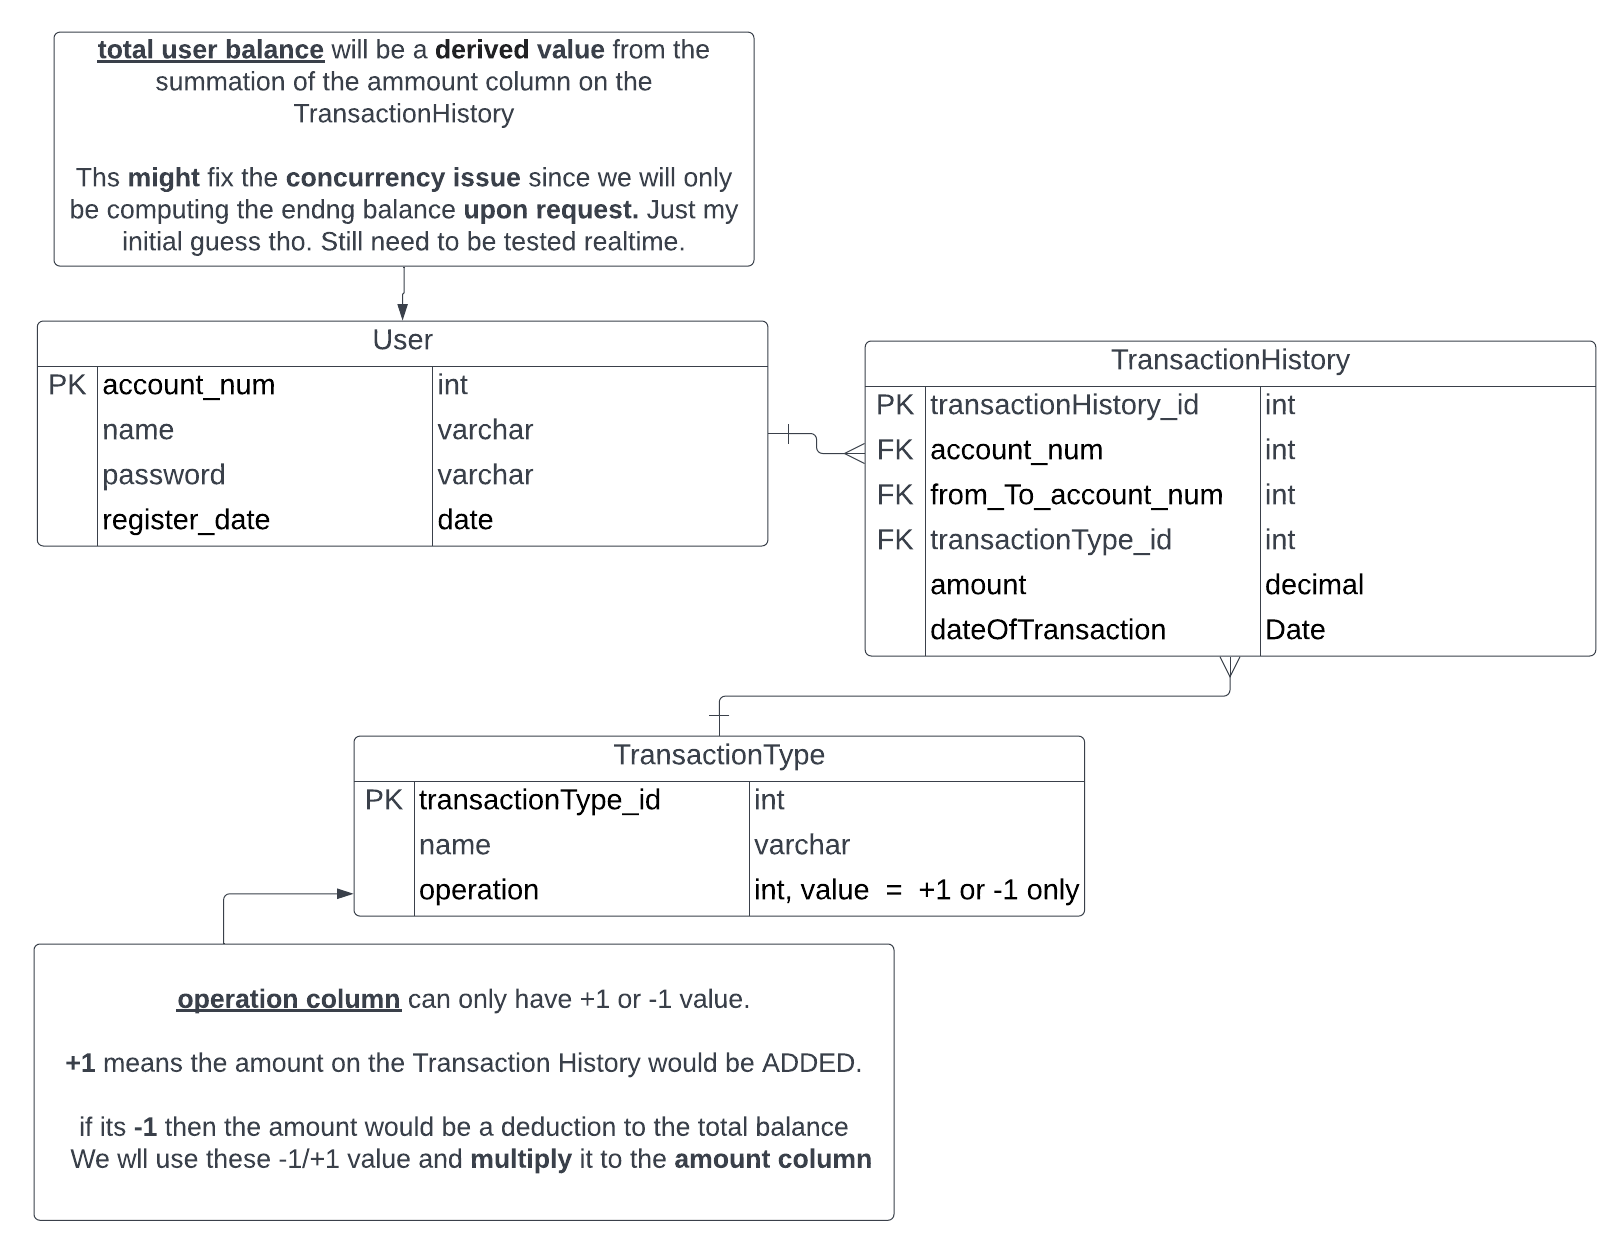 total user balance will be a derived value from the
summation of the ammount column on the
TransactionHistory
Ths might fix the concurrency issue since we will only
be computing the endng balance upon request. Just my
initial guess tho. Still need to be tested realtime.
User
PK account_num int
name varchar
password varchar
register_date date
TransactionHistory
PK transactionHistory_id int
FK account_num int
FK from_To_account_num int
FK transactionType_id int
amount decimal
dateOfTransaction Date
TransactionType
PK transactionType_id int
name varchar
operation int, value = +1 or -1 only
operation column can only have +1 or -1 value.
+1 means the amount on the Transaction History would be ADDED.
if its -1 then the amount would be a deduction to the total balance
We wll use these -1/+1 value and multiply it to the amount column